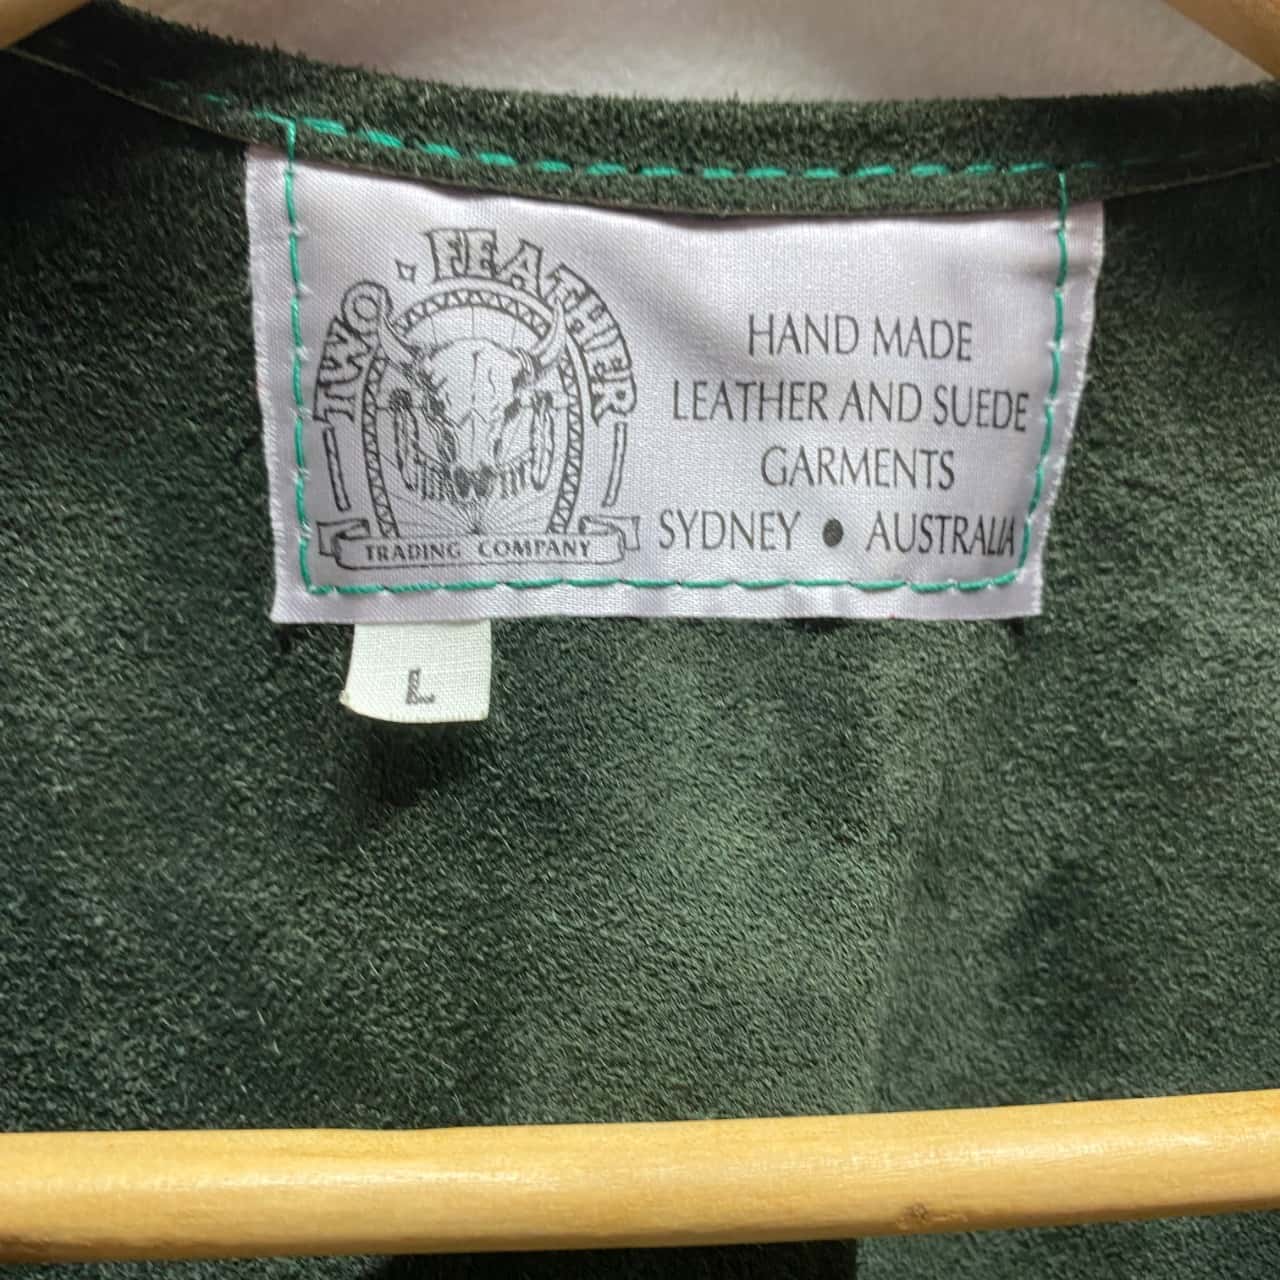 TWO. FEATHER
TRADING COMPANY
HAND MADE
LEATHER AND SUEDE
GARMENTS
SYDNEY • AUSTRALIA
L